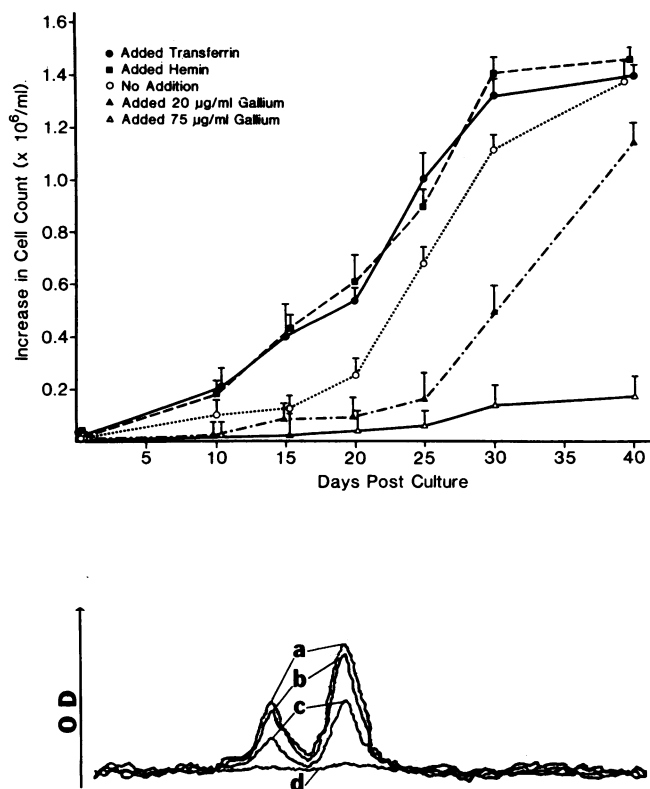 1.6
1.4
1.2
1.0
0.8
0.6
0.4
0.2
Increase in Cell Count (x 10⁶/ml)
Added Transferrin
Added Hemin
No Addition
Added 20 µg/ml Gallium
Added 75 µg/ml Gallium
5 10 15 20 25 30 35 40
Days Post Culture
OD
a
b
c
d